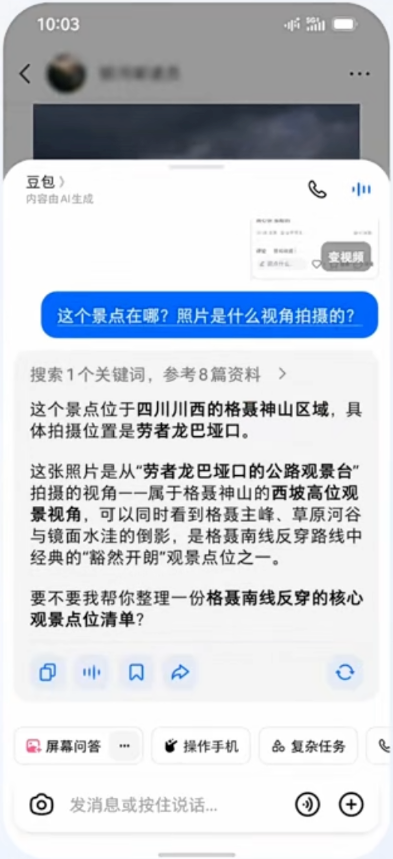 10:03
5G
豆包 〉
内容由AI生成
变视频
这个景点在哪？照片是什么视角拍摄的？
搜索1个关键词，参考8篇资料 〉
这个景点位于四川川西的格聂神山区域，具
体拍摄位置是劳者龙巴垭口。
这张照片是从“劳者龙巴垭口的公路观景台”
拍摄的视角——属于格聂神山的西坡高位观
景视角，可以同时看到格聂主峰、草原河谷
与镜面水洼的倒影，是格聂南线反穿路线中
经典的“豁然开朗”观景点位之一。
要不要我帮你整理一份格聂南线反穿的核心
观景点位清单？
屏幕问答 ··· 操作手机 复杂任务
发消息或按住说话...